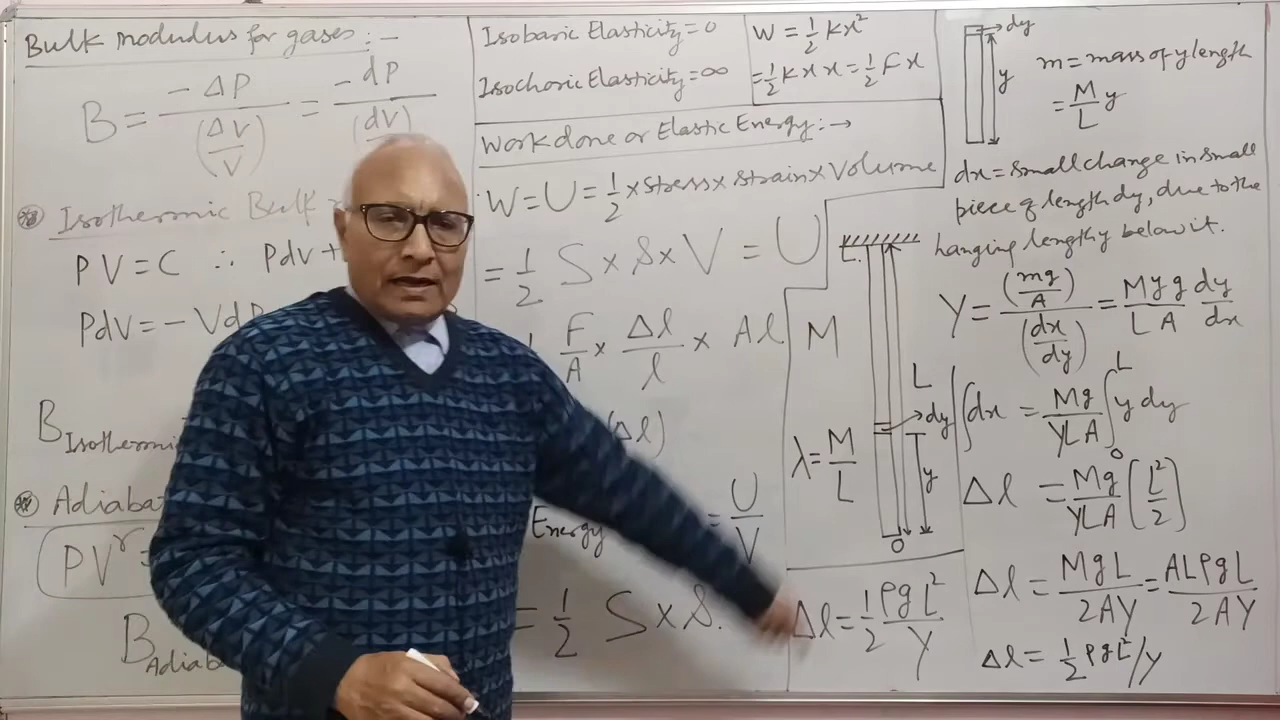 Bulk modulus for gases:-
B = -ΔP/(ΔV/V) = -dP/(dV
⊛ Isothermic Bulk
PV = C ∴ Pdv +
PdV = - VdP
B Isothermi
⊛ Adiaba
PV^r =
B Adiaba
Isobaric Elasticity = 0
Isochoric Elasticity = ∞
W = 1/2 Kx²
= 1/2 K x x = 1/2 F x
Work done or Elastic Energy:→
W = U = 1/2 × stress × strain × Volume
= 1/2 S × s × V = U
F/A × Δl/l × Al
Δl)
Energy = U/V
= 1/2 S × s.
dy
y
m = mass of y length
= M/L y
dx = small change in small
piece of length dy, due to the
hanging length y below it.
M
L
dy
λ = M/L
y
0
Y = (mg/A)/(dx/dy) = Myg/LA dy/dx
∫dx = Mg/YLA ∫₀ᴸ y dy
Δl = Mg/YLA [L²/2]
Δl = MgL/2AY = ALρgL/2AY
Δl = 1/2 ρgL²/Y
Δl = 1/2 ρgL²/Y